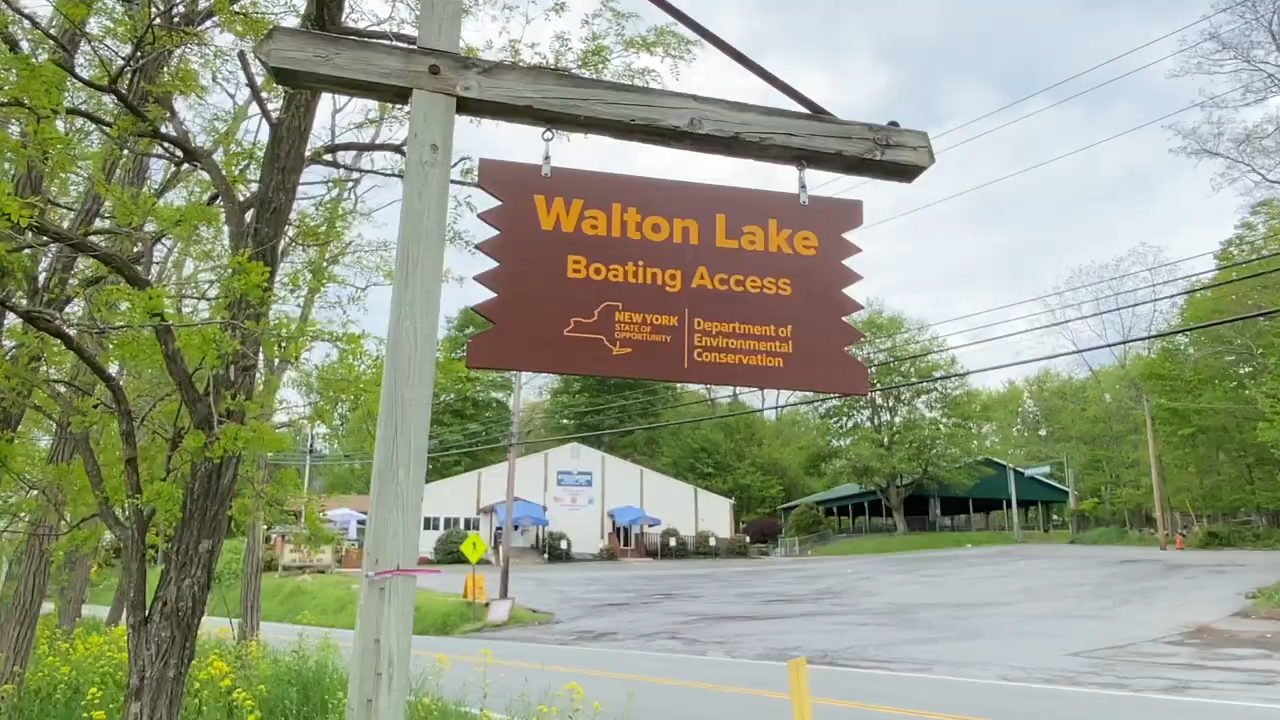 Walton Lake
Boating Access
NEW YORK
STATE OF
OPPORTUNITY
Department of
Environmental
Conservation